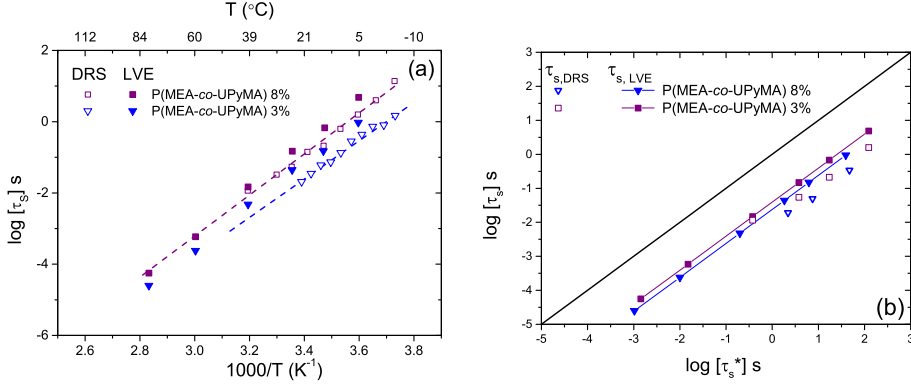 T (°C)
112 84 60 39 21 5 -10
2
0
-2
-4
-6
log [τS] s
(a)
DRS LVE
P(MEA-co-UPyMA) 8%
P(MEA-co-UPyMA) 3%
2.6 2.8 3.0 3.2 3.4 3.6 3.8
1000/T (K-1)
3
2
1
0
-1
-2
-3
-4
-5
log [τs] s
τs,DRS τs, LVE
P(MEA-co-UPyMA) 8%
P(MEA-co-UPyMA) 3%
(b)
-5 -4 -3 -2 -1 0 1 2 3
log [τs*] s